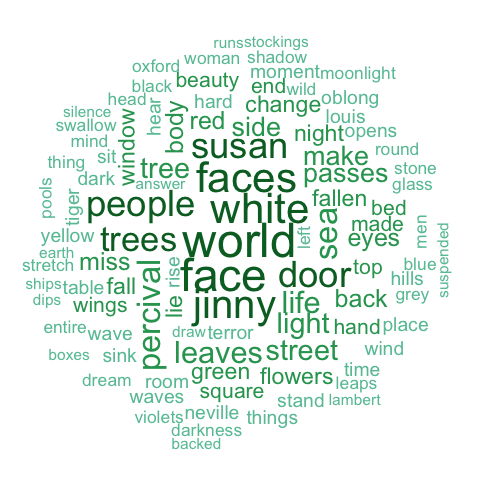 runs stockings
woman shadow
oxford moment moonlight
black beauty end wild
head hard change oblong
silence hear body red side louis
swallow window night opens
mind susan make round
thing sit tree faces passes stone
dark answer glass
pools tiger people white fallen bed
made men
yellow trees world left sea eyes
earth
stretch miss face door top blue suspended
ships table fall rise hills
dips wings percival lie jinny life back grey
entire wave draw terror light hand place
boxes sink leaves street wind
dream room green flowers time
waves square leaps
violets neville stand lambert
things
darkness
backed